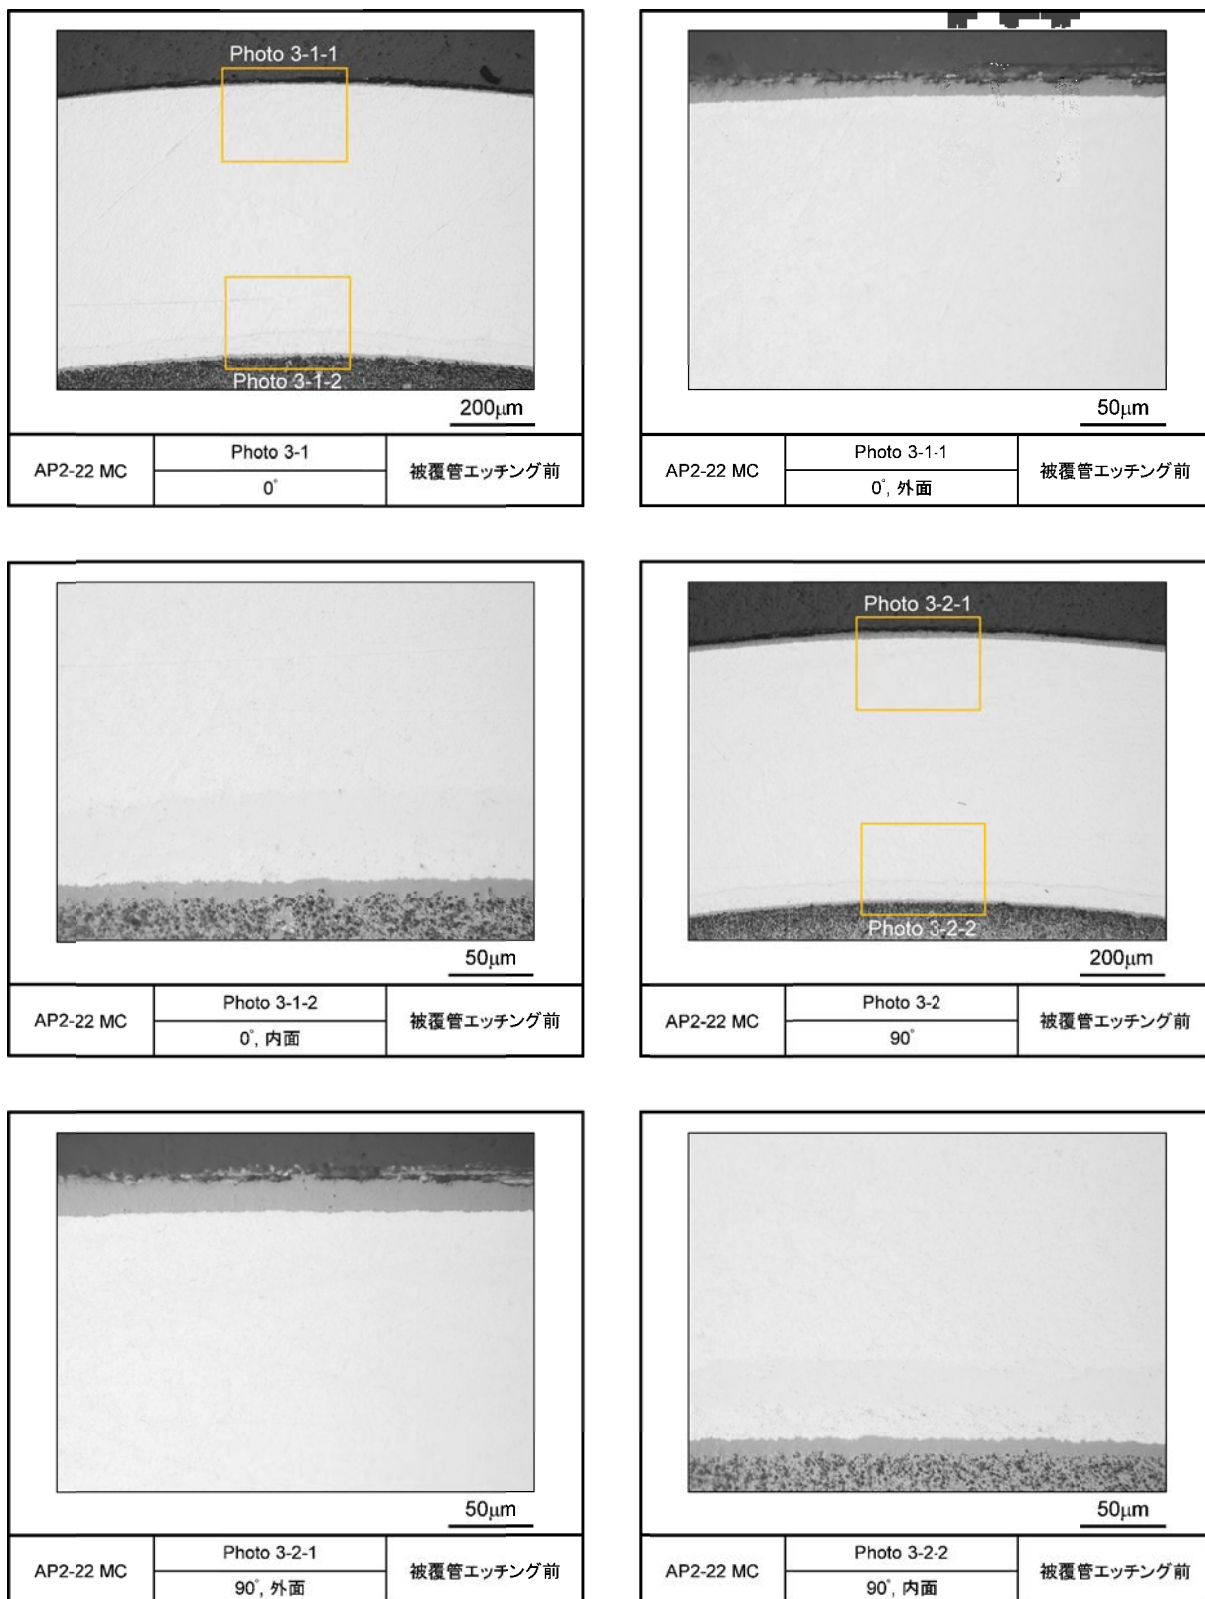 Photo 3-1-1
Photo 3-1-2
200μm
AP2-22 MC
Photo 3-1
0°
被覆管エッチング前
50μm
AP2-22 MC
Photo 3-1-1
0°, 外面
被覆管エッチング前
50μm
AP2-22 MC
Photo 3-1-2
0°, 内面
被覆管エッチング前
Photo 3-2-1
Photo 3-2-2
200μm
AP2-22 MC
Photo 3-2
90°
被覆管エッチング前
50μm
AP2-22 MC
Photo 3-2-1
90°, 外面
被覆管エッチング前
50μm
AP2-22 MC
Photo 3-2-2
90°, 内面
被覆管エッチング前